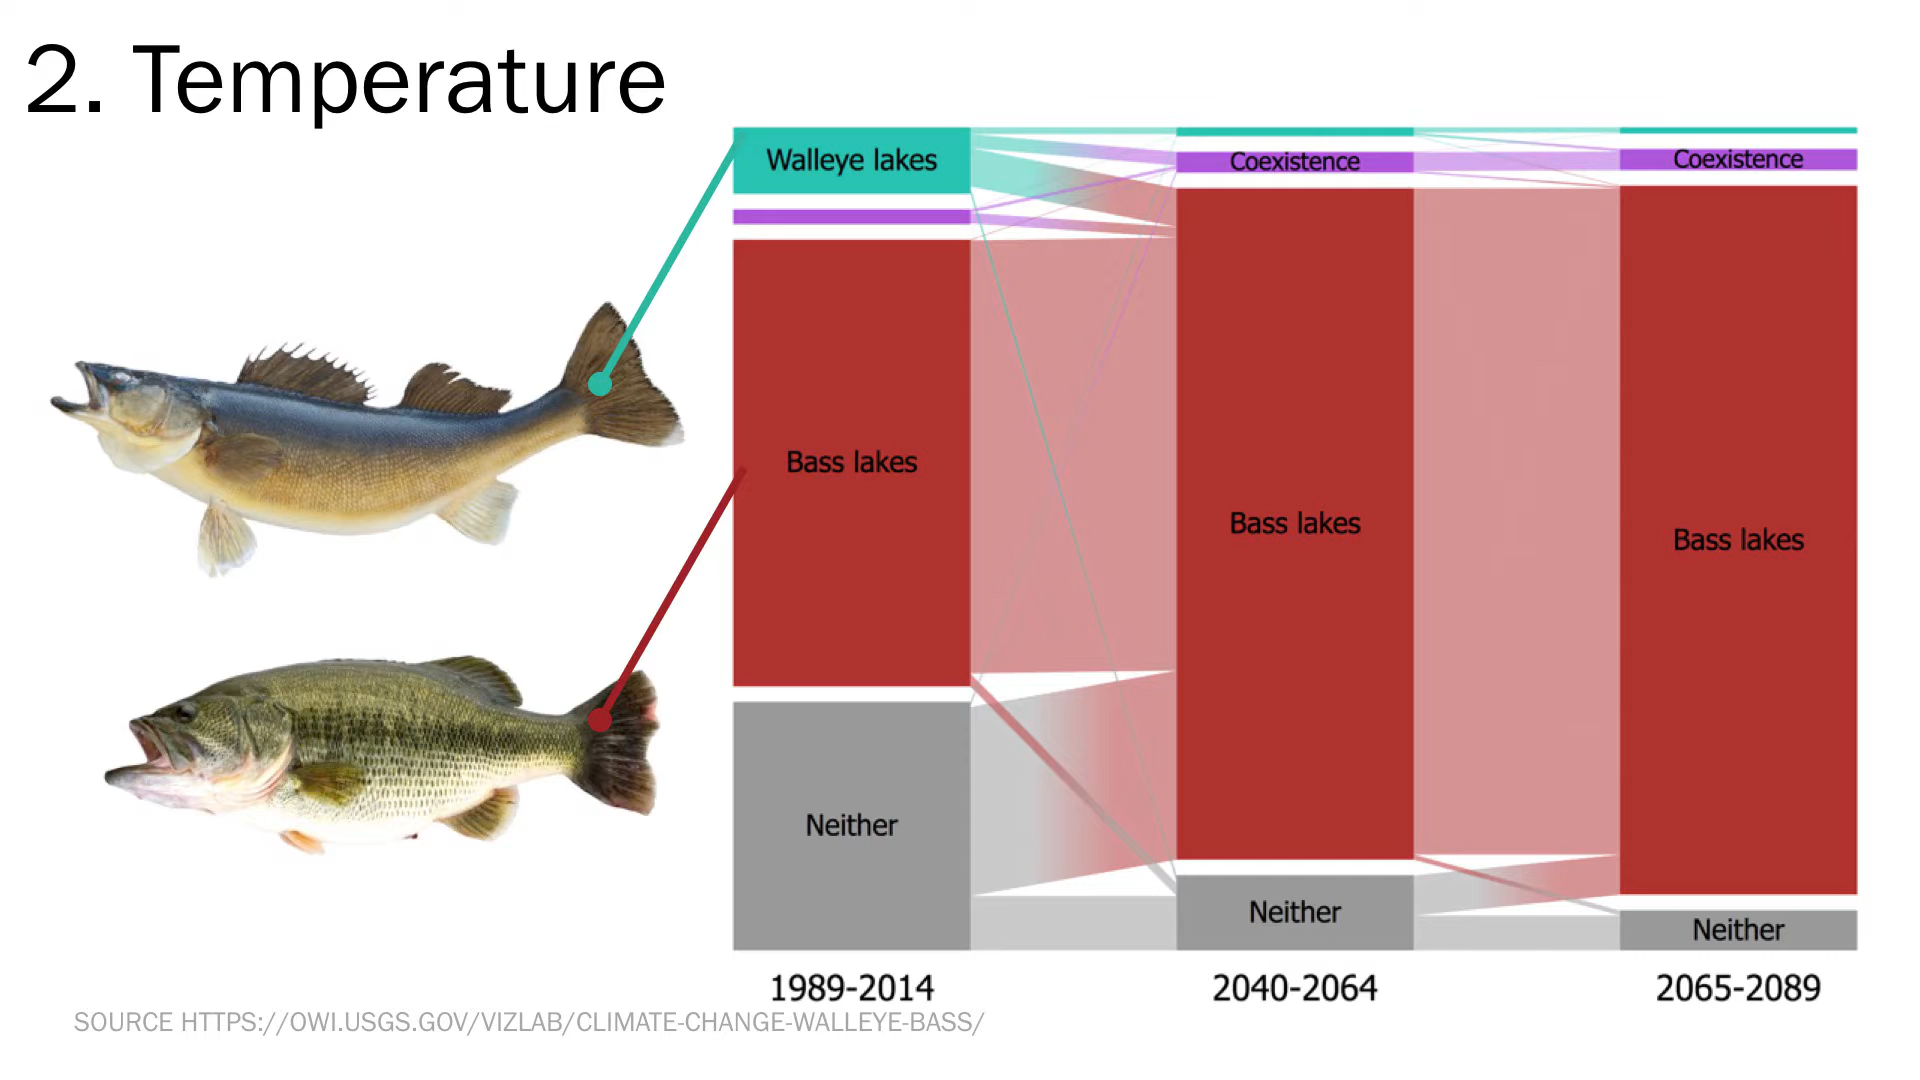 2. Temperature
Walleye lakes
Coexistence
Coexistence
Bass lakes
Bass lakes
Bass lakes
Neither
Neither
Neither
1989-2014
2040-2064
2065-2089
SOURCE HTTPS://OWI.USGS.GOV/VIZLAB/CLIMATE-CHANGE-WALLEYE-BASS/